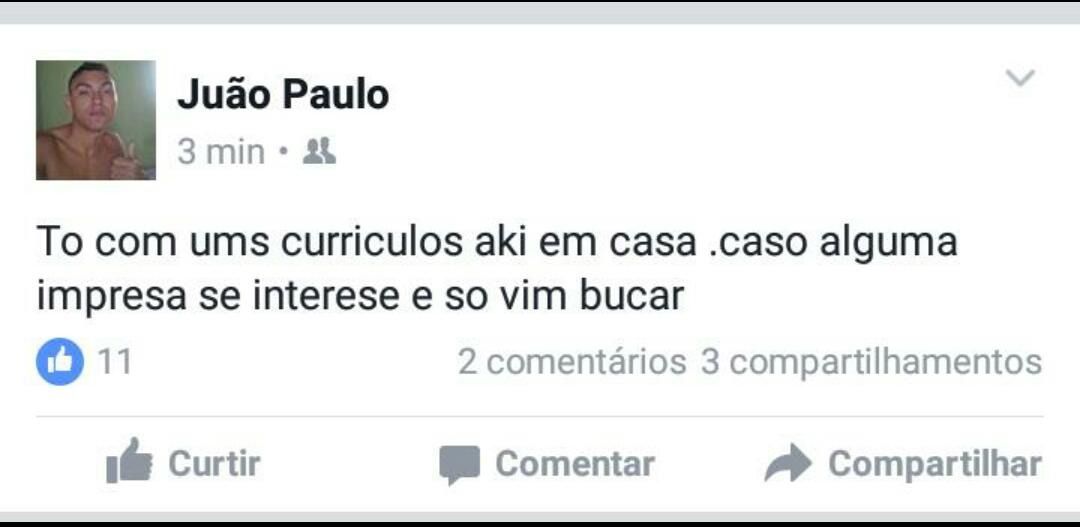 Juão Paulo
3 min •
To com ums curriculos aki em casa .caso alguma
impresa se interese e so vim bucar
11 2 comentários 3 compartilhamentos
Curtir Comentar Compartilhar